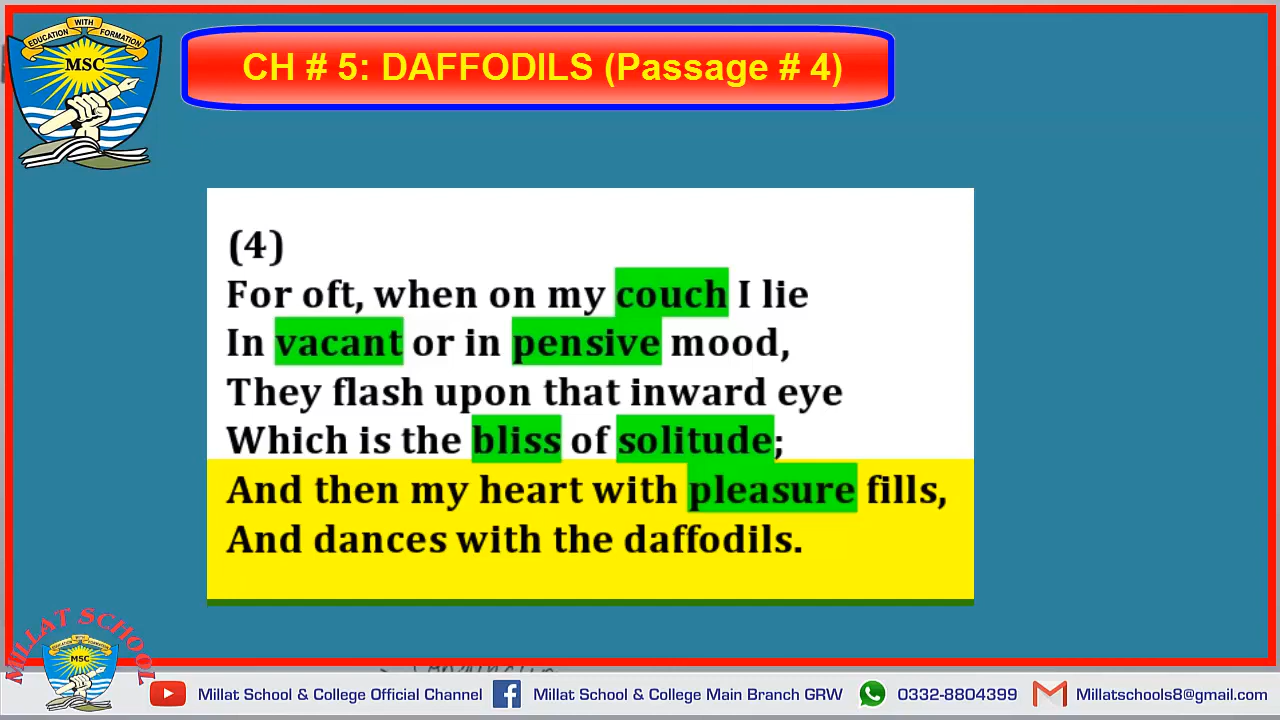 EDUCATION WITH FORMATION
MSC
CH # 5: DAFFODILS (Passage # 4)
(4)
For oft, when on my couch I lie
In vacant or in pensive mood,
They flash upon that inward eye
Which is the bliss of solitude;
And then my heart with pleasure fills,
And dances with the daffodils.
MILLAT SCHOOL
MSC
Millat School & College Official Channel
Millat School & College Main Branch GRW
0332-8804399
Millatschools8@gmail.com